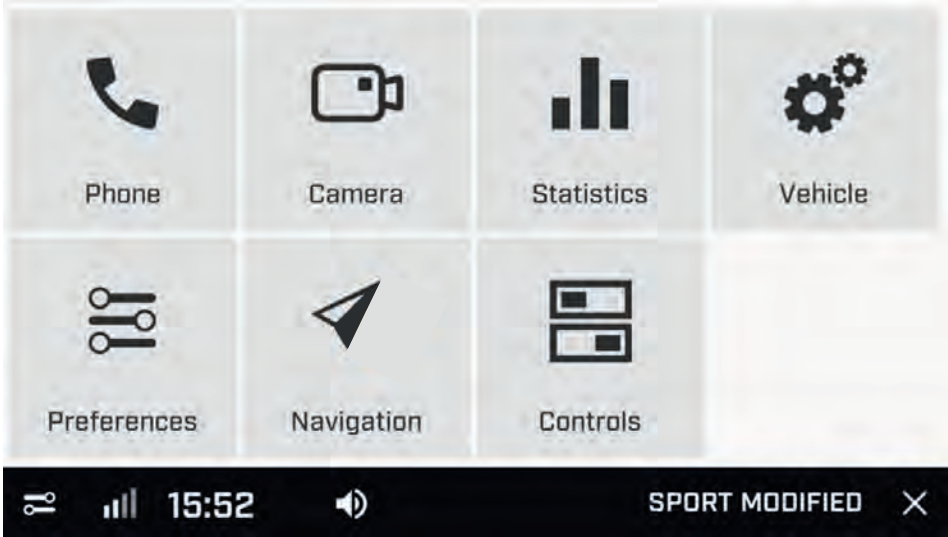 Phone Camera Statistics Vehicle
Preferences Navigation Controls
15:52 SPORT MODIFIED